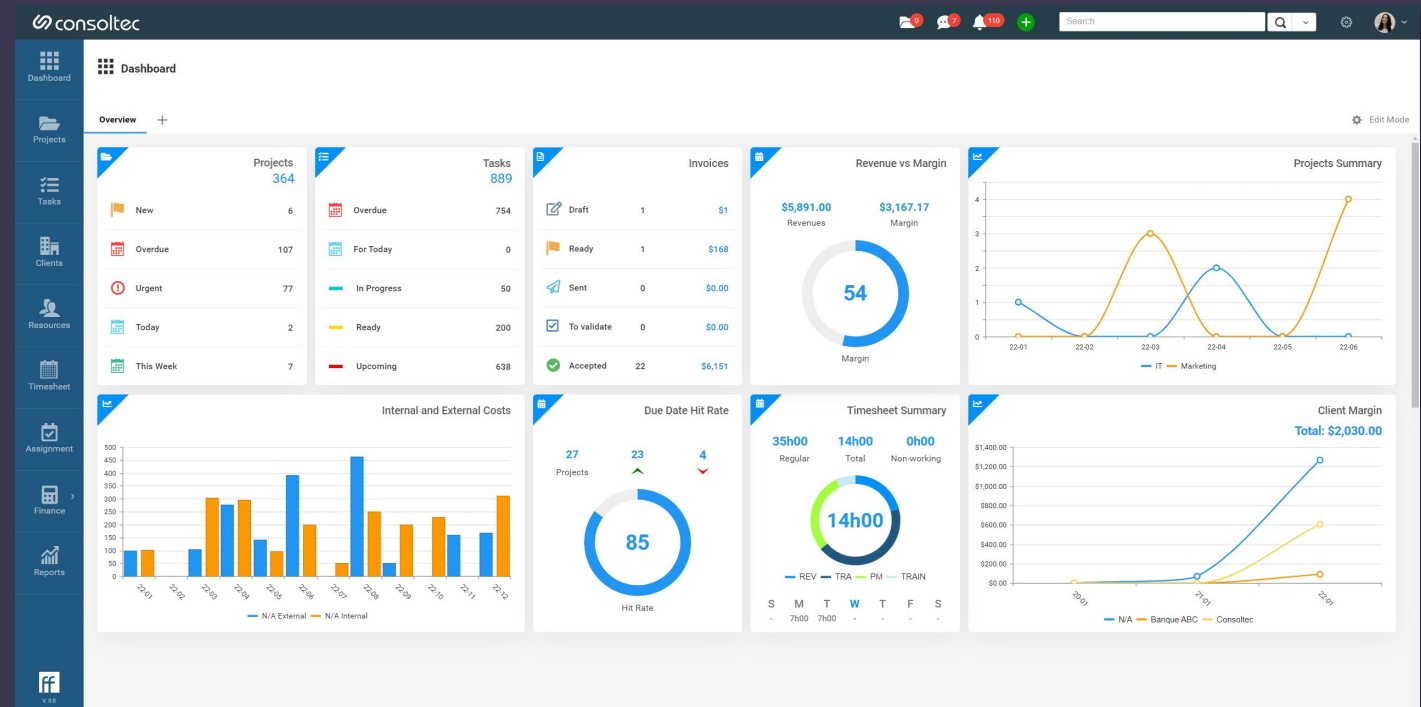 consoltec
0
7
110
Search
Dashboard
Projects
Tasks
Clients
Resources
Timesheet
Assignment
Finance
Reports
ff
V. 3.0
Dashboard
Overview
Edit Mode
Projects
364
New 6
Overdue 107
Urgent 77
Today 2
This Week 7
Tasks
889
Overdue 754
For Today 0
In Progress 50
Ready 200
Upcoming 638
Invoices
Draft 1 $1
Ready 1 $168
Sent 0 $0.00
To validate 0 $0.00
Accepted 22 $6,151
Revenue vs Margin
$5,891.00 $3,167.17
Revenues Margin
54
Margin
Projects Summary
4
3
2
1
0
22-01 22-02 22-03 22-04 22-05 22-06
IT Marketing
Internal and External Costs
500
450
400
350
300
250
200
150
100
50
0
22-01 22-02 22-03 22-04 22-05 22-06 22-07 22-08 22-09 22-10 22-11 22-12
N/A External N/A Internal
Due Date Hit Rate
27 23 4
Projects
85
Hit Rate
Timesheet Summary
35h00 14h00 0h00
Regular Total Non-working
14h00
REV TRA PM TRAIN
S M T W T F S
- 7h00 7h00 - - - -
Client Margin
Total: $2,030.00
$1,400.00
$1,200.00
$1,000.00
$800.00
$600.00
$400.00
$200.00
$0.00
20-01 21-01 22-01
N/A Banque ABC Consoltec